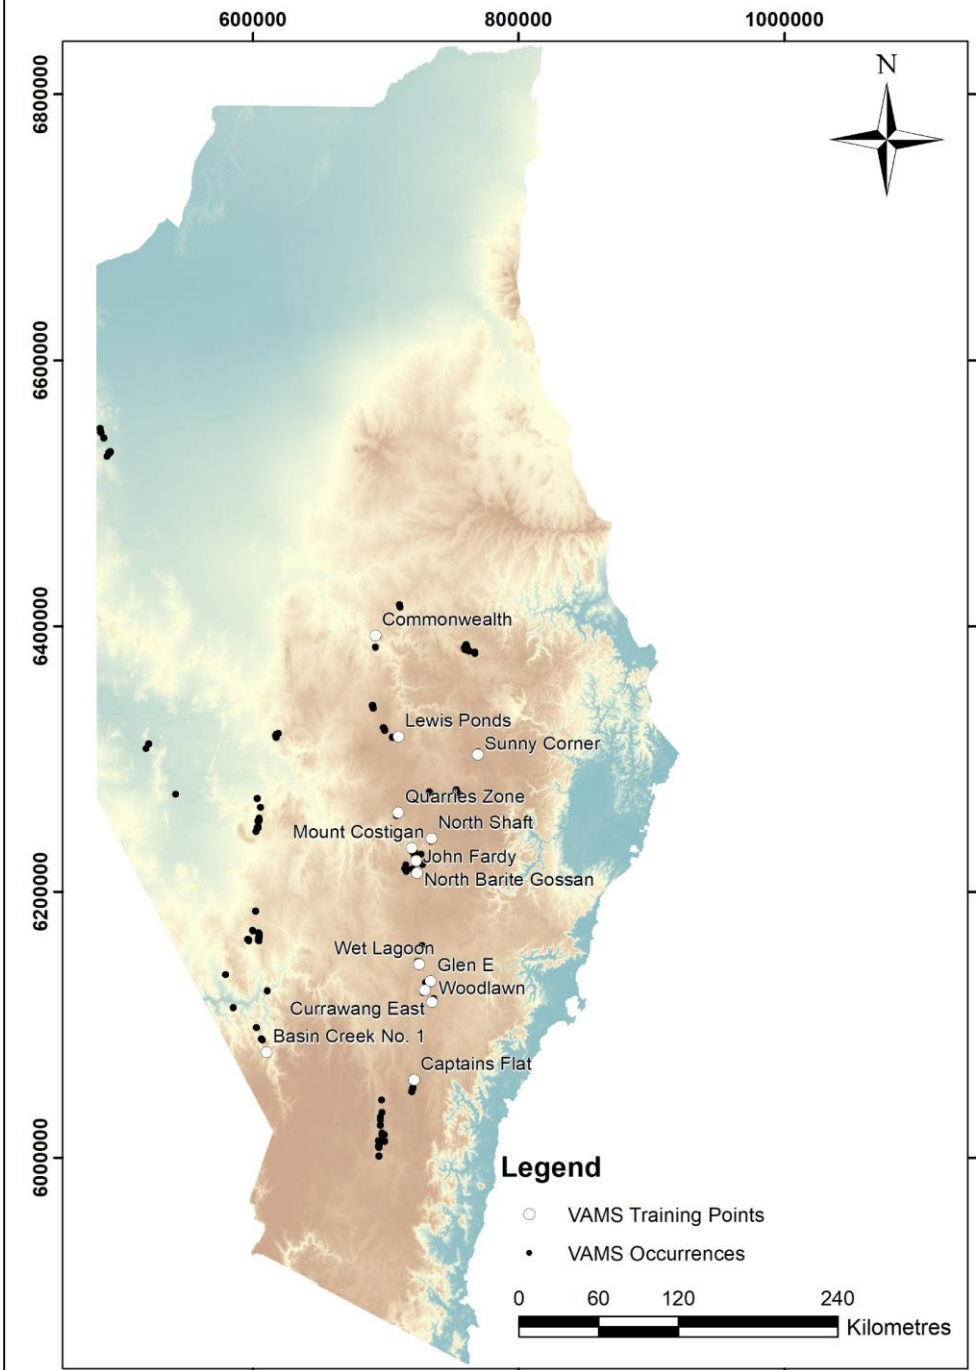 600000
800000
1000000
N
6800000
6600000
6400000
6200000
6000000
Commonwealth
Lewis Ponds
Sunny Corner
Quarries Zone
North Shaft
Mount Costigan
John Fardy
North Barite Gossan
Wet Lagoon
Glen E
Woodlawn
Currawang East
Basin Creek No. 1
Captains Flat
Legend
VAMS Training Points
VAMS Occurrences
0 60 120 240
Kilometres